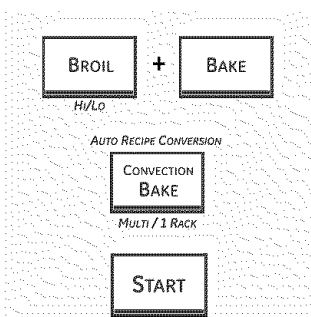 BROIL + BAKE
HI/LO
AUTO RECIPE CONVERSION
CONVECTION
BAKE
MULTI / 1 RACK
START